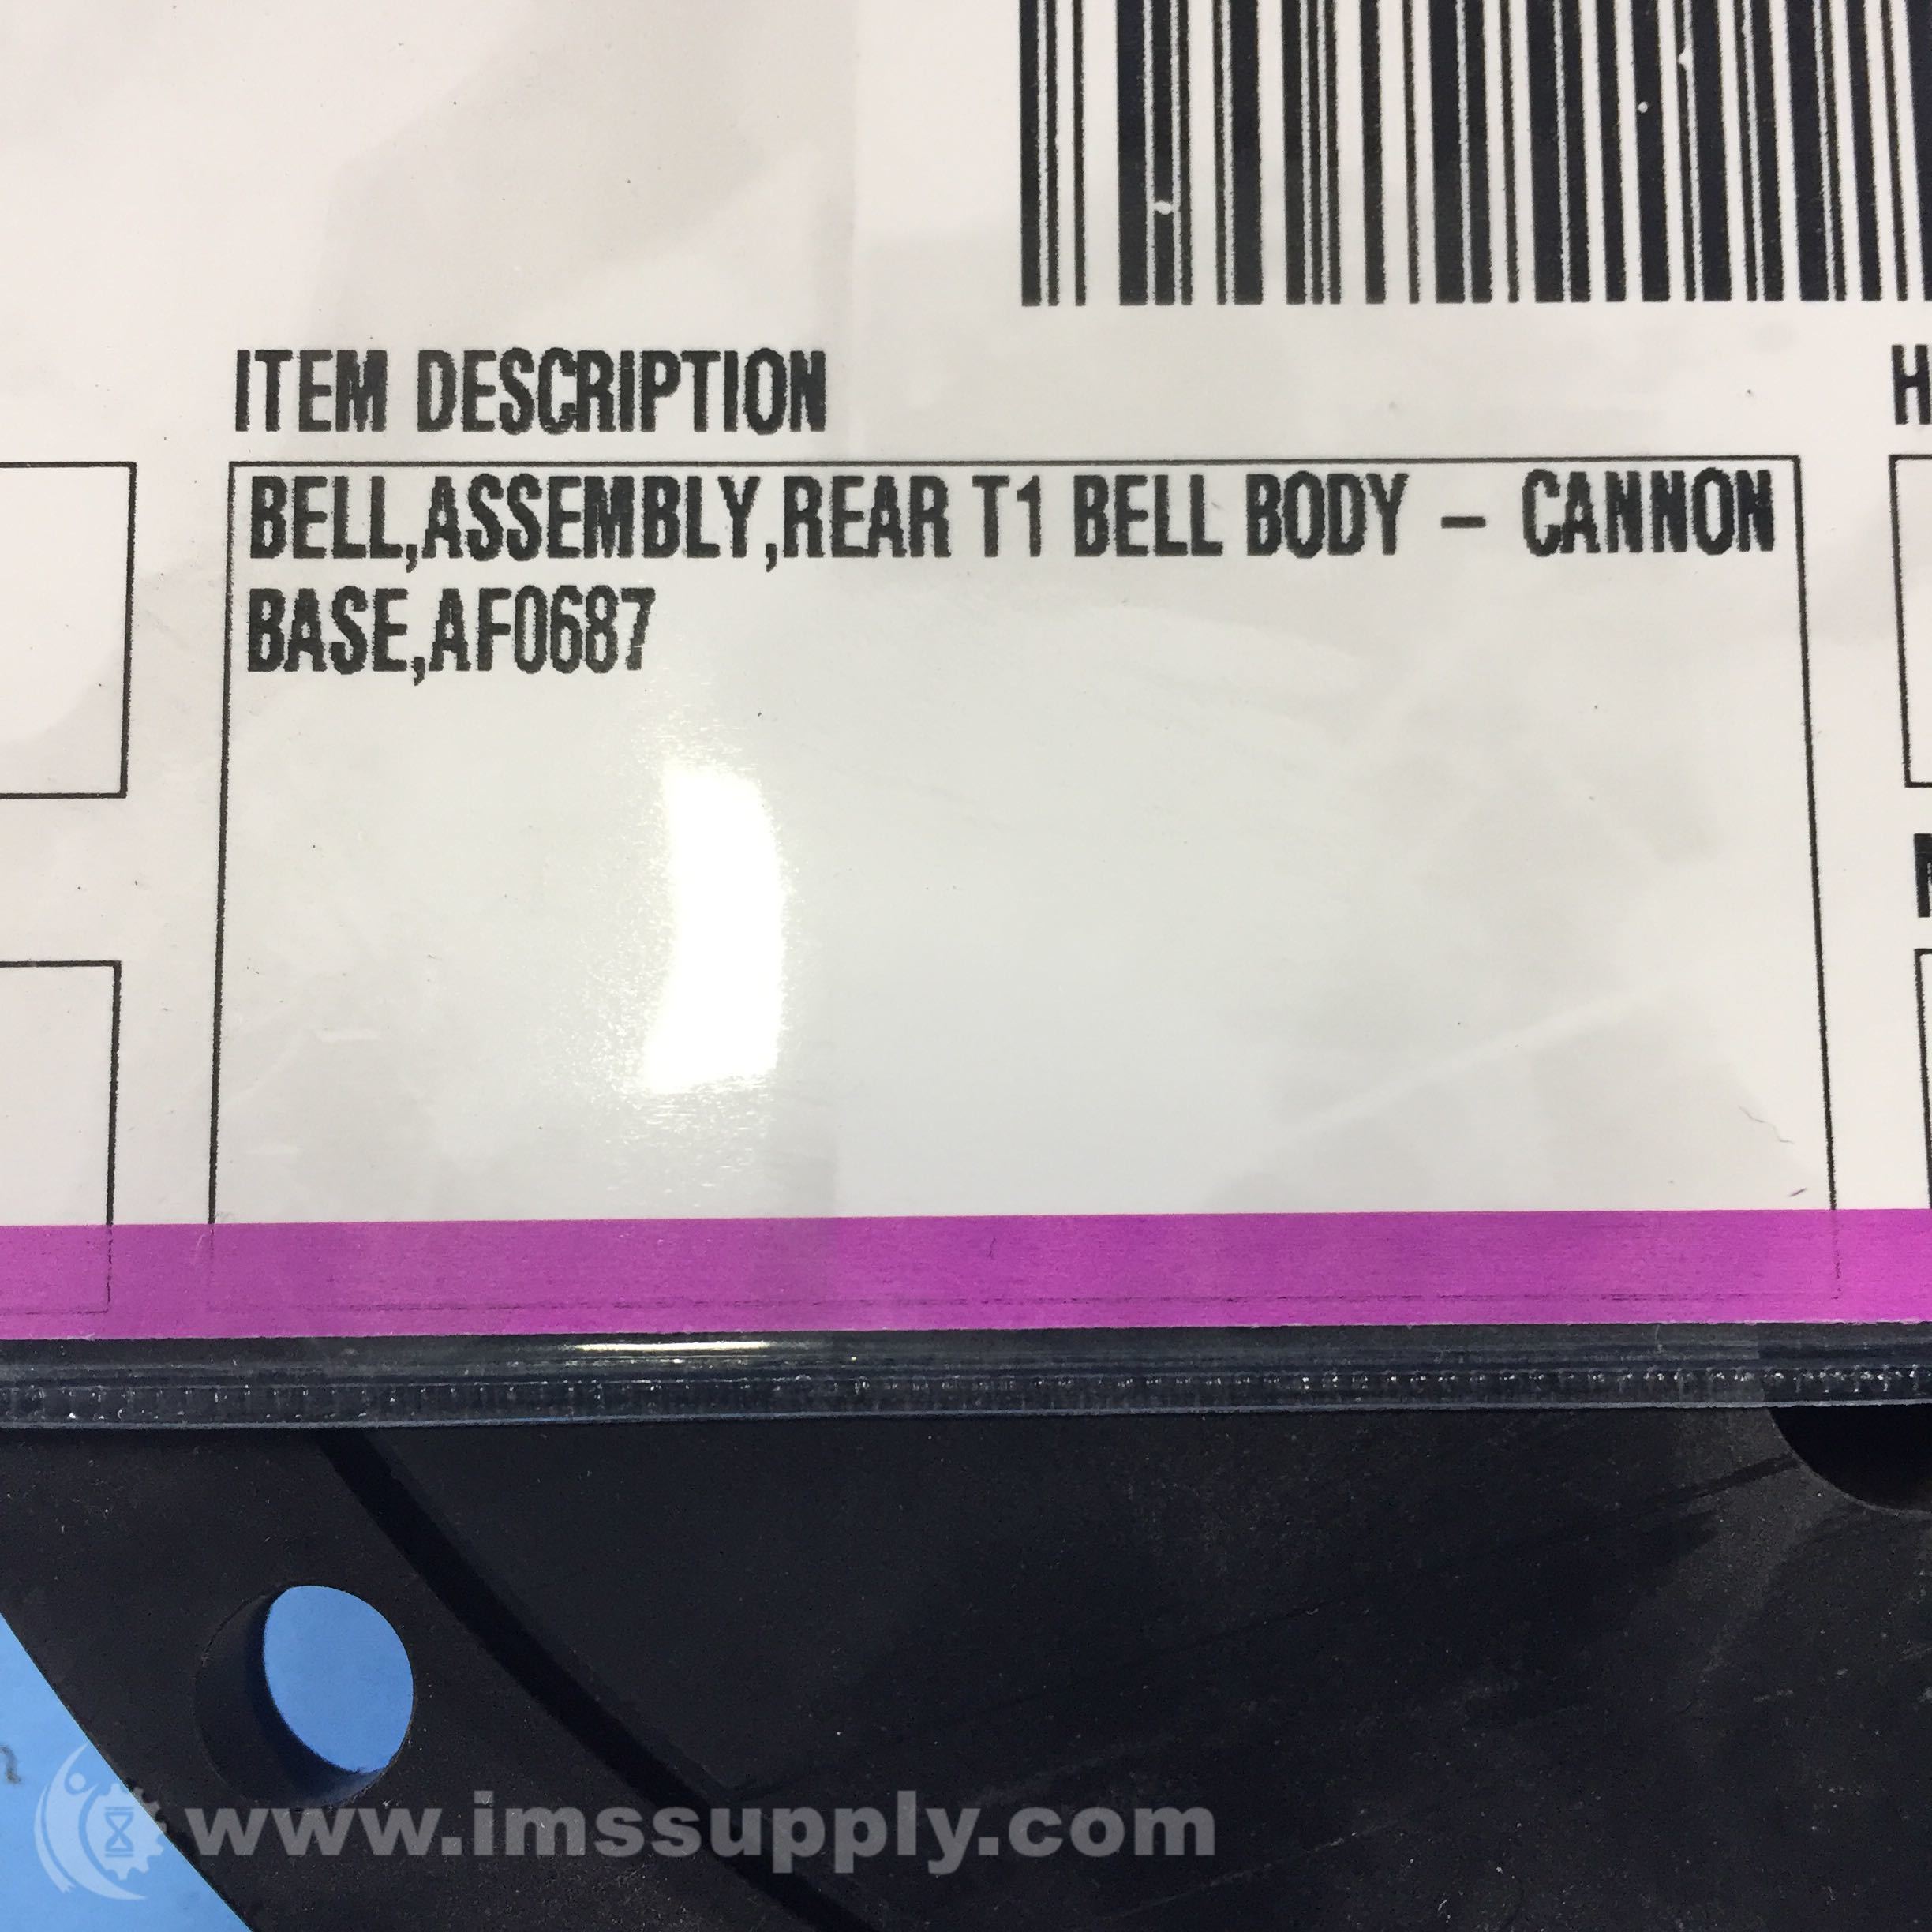 ITEM DESCRIPTION
H
BELL,ASSEMBLY,REAR T1 BELL BODY – CANNON
BASE,AF0687
www.imssupply.com